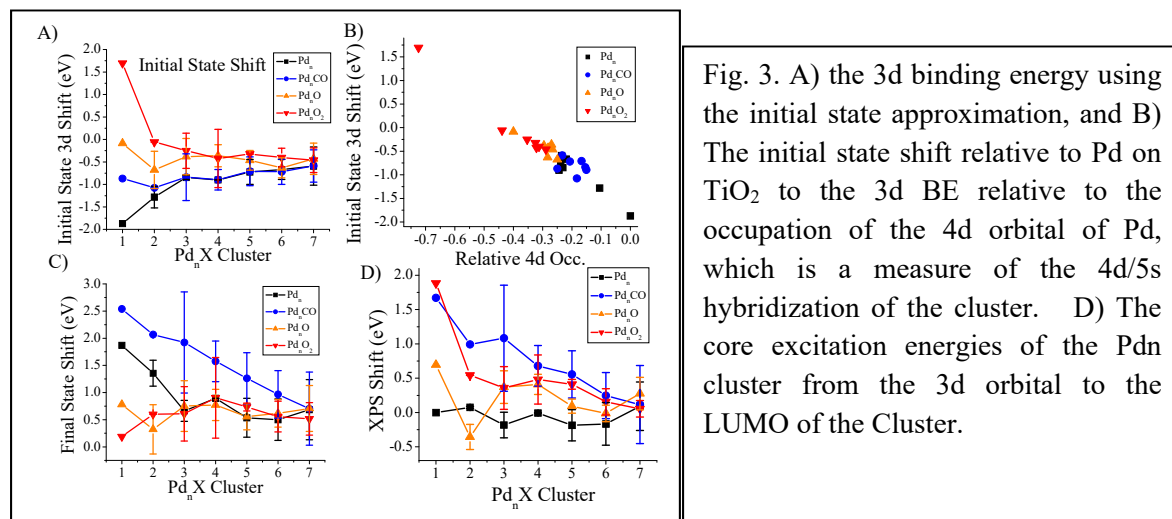 A)
Initial State 3d Shift (eV)
2.0
1.5
1.0
0.5
0.0
-0.5
-1.0
-1.5
-2.0
Initial State Shift
Pdn
PdnCO
PdnO
PdnO2
1 2 3 4 5 6 7
PdnX Cluster
B)
Initial State 3d Shift (eV)
2.0
1.5
1.0
0.5
0.0
-0.5
-1.0
-1.5
-2.0
Pdn
PdnCO
PdnO
PdnO2
-0.7 -0.6 -0.5 -0.4 -0.3 -0.2 -0.1 0.0
Relative 4d Occ.
C)
Final State Shift (eV)
3.0
2.5
2.0
1.5
1.0
0.5
0.0
Pdn
PdnCO
PdnO
PdnO2
1 2 3 4 5 6 7
PdnX Cluster
D)
XPS Shift (eV)
2.0
1.5
1.0
0.5
0.0
-0.5
Pdn
PdnCO
PdnO
PdnO2
1 2 3 4 5 6 7
PdnX Cluster
Fig. 3. A) the 3d binding energy using
the initial state approximation, and B)
The initial state shift relative to Pd on
TiO2 to the 3d BE relative to the
occupation of the 4d orbital of Pd,
which is a measure of the 4d/5s
hybridization of the cluster. D) The
core excitation energies of the Pdn
cluster from the 3d orbital to the
LUMO of the Cluster.